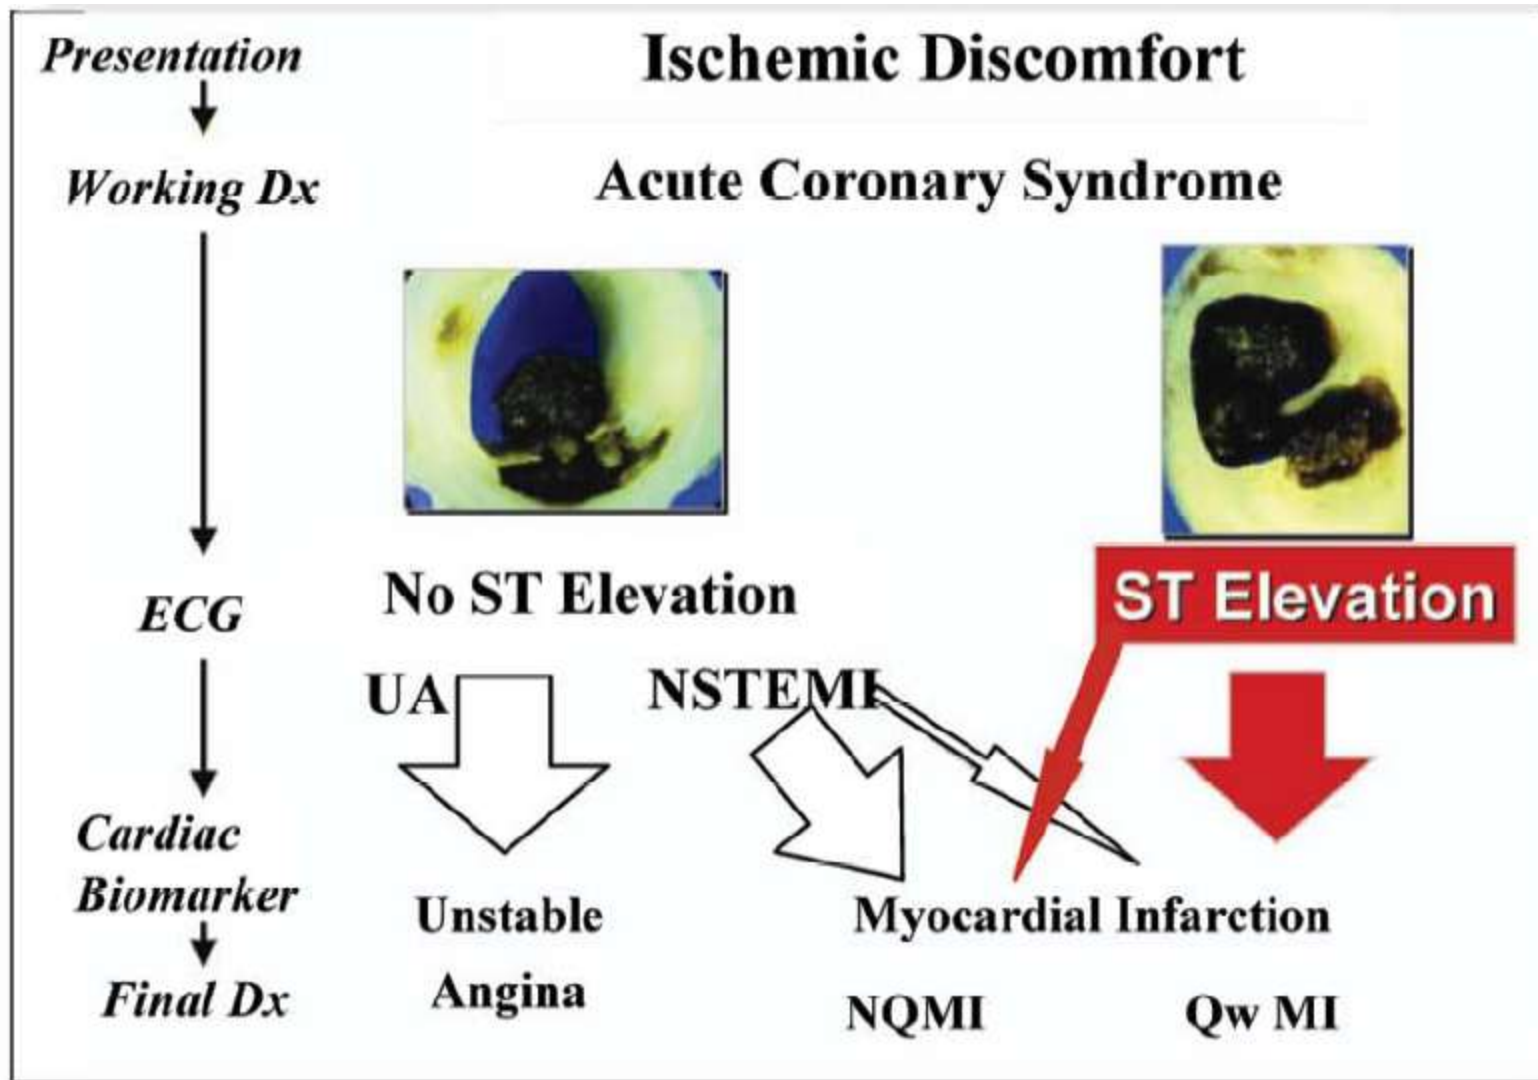 Presentation
Ischemic Discomfort
Working Dx
Acute Coronary Syndrome
ECG
No ST Elevation
ST Elevation
UA
NSTEMI
Cardiac
Biomarker
Unstable
Angina
Myocardial Infarction
Final Dx
NQMI
Qw MI